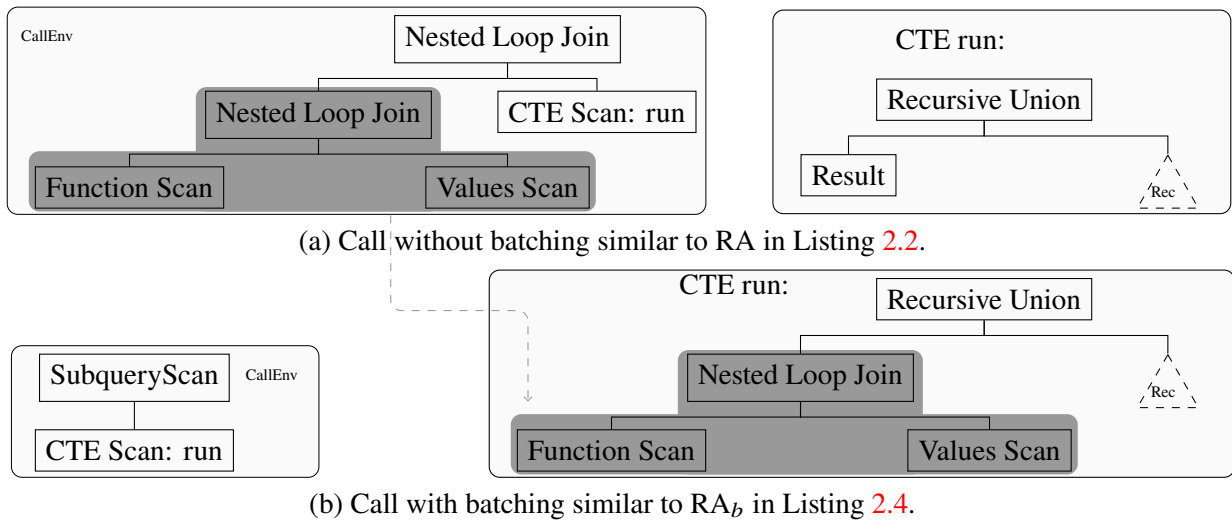 CallEnv
Nested Loop Join
Nested Loop Join
CTE Scan: run
Function Scan
Values Scan
CTE run:
Recursive Union
Result
Rec
(a) Call without batching similar to RA in Listing 2.2.
SubqueryScan
CallEnv
CTE Scan: run
CTE run:
Recursive Union
Nested Loop Join
Rec
Function Scan
Values Scan
(b) Call with batching similar to RA_b in Listing 2.4.